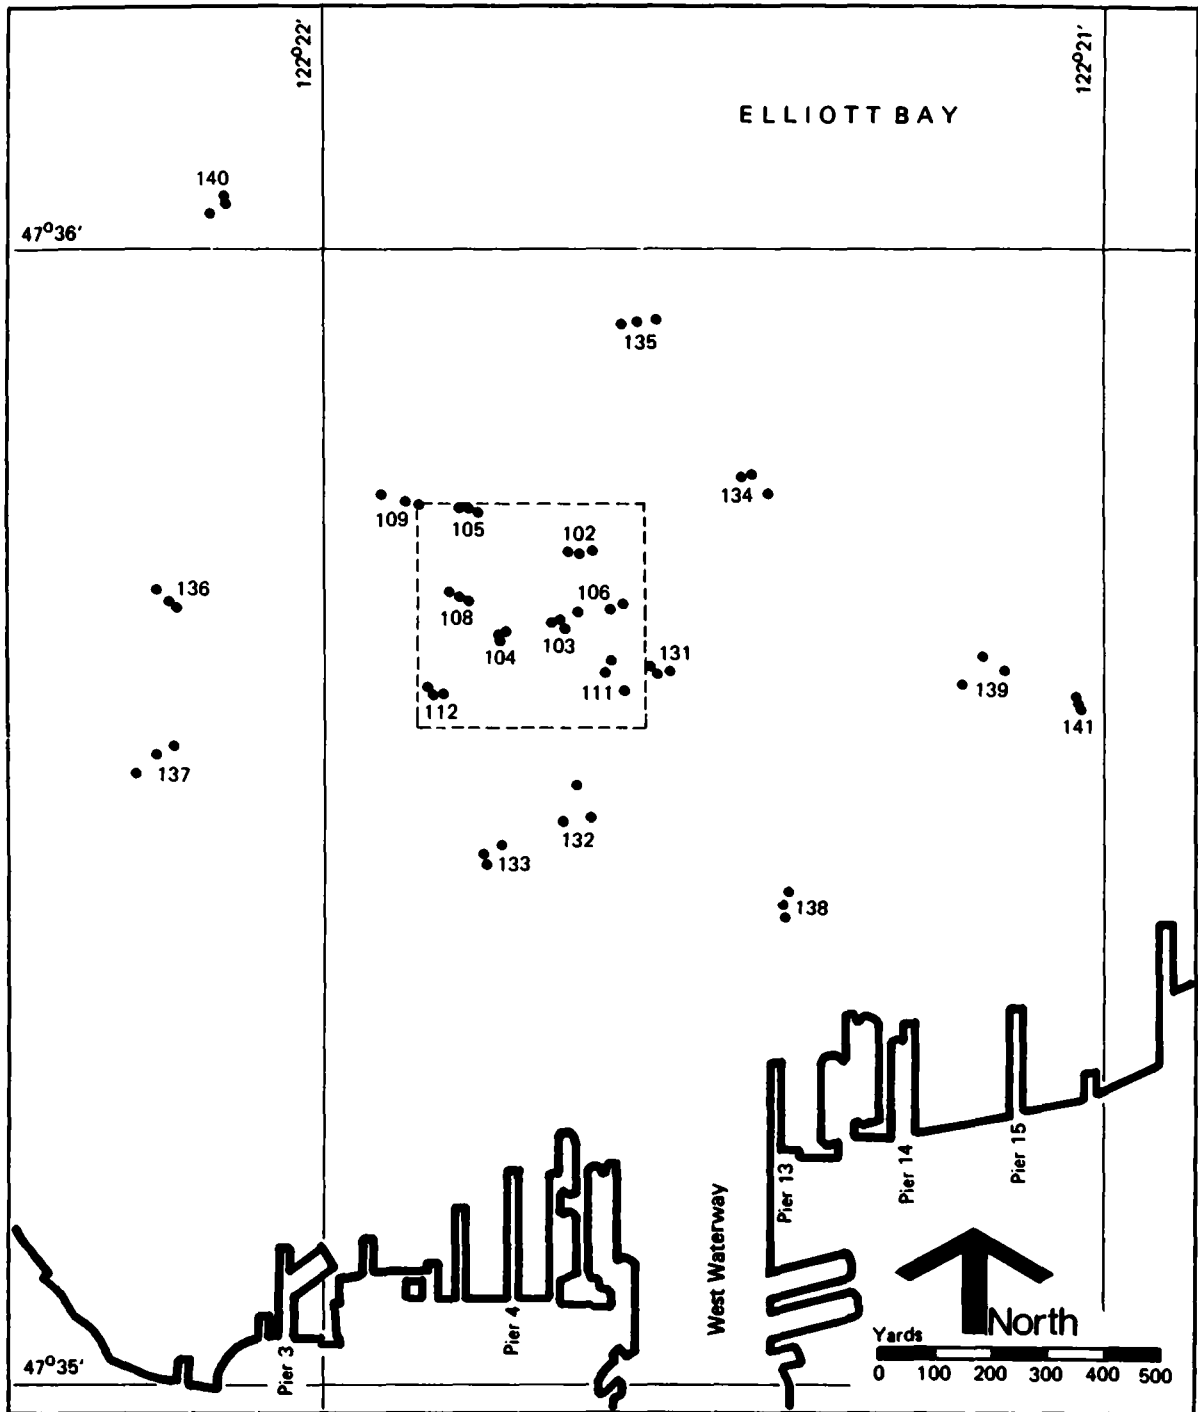 122°22'
122°21'
ELLIOTT BAY
140
47°36'
135
134
109
105
102
136
106
108
103
104
131
111
139
112
141
137
132
133
138
Pier 13
Pier 14
Pier 15
West Waterway
Pier 4
North
Yards
47°35'
Pier 3
0 100 200 300 400 500